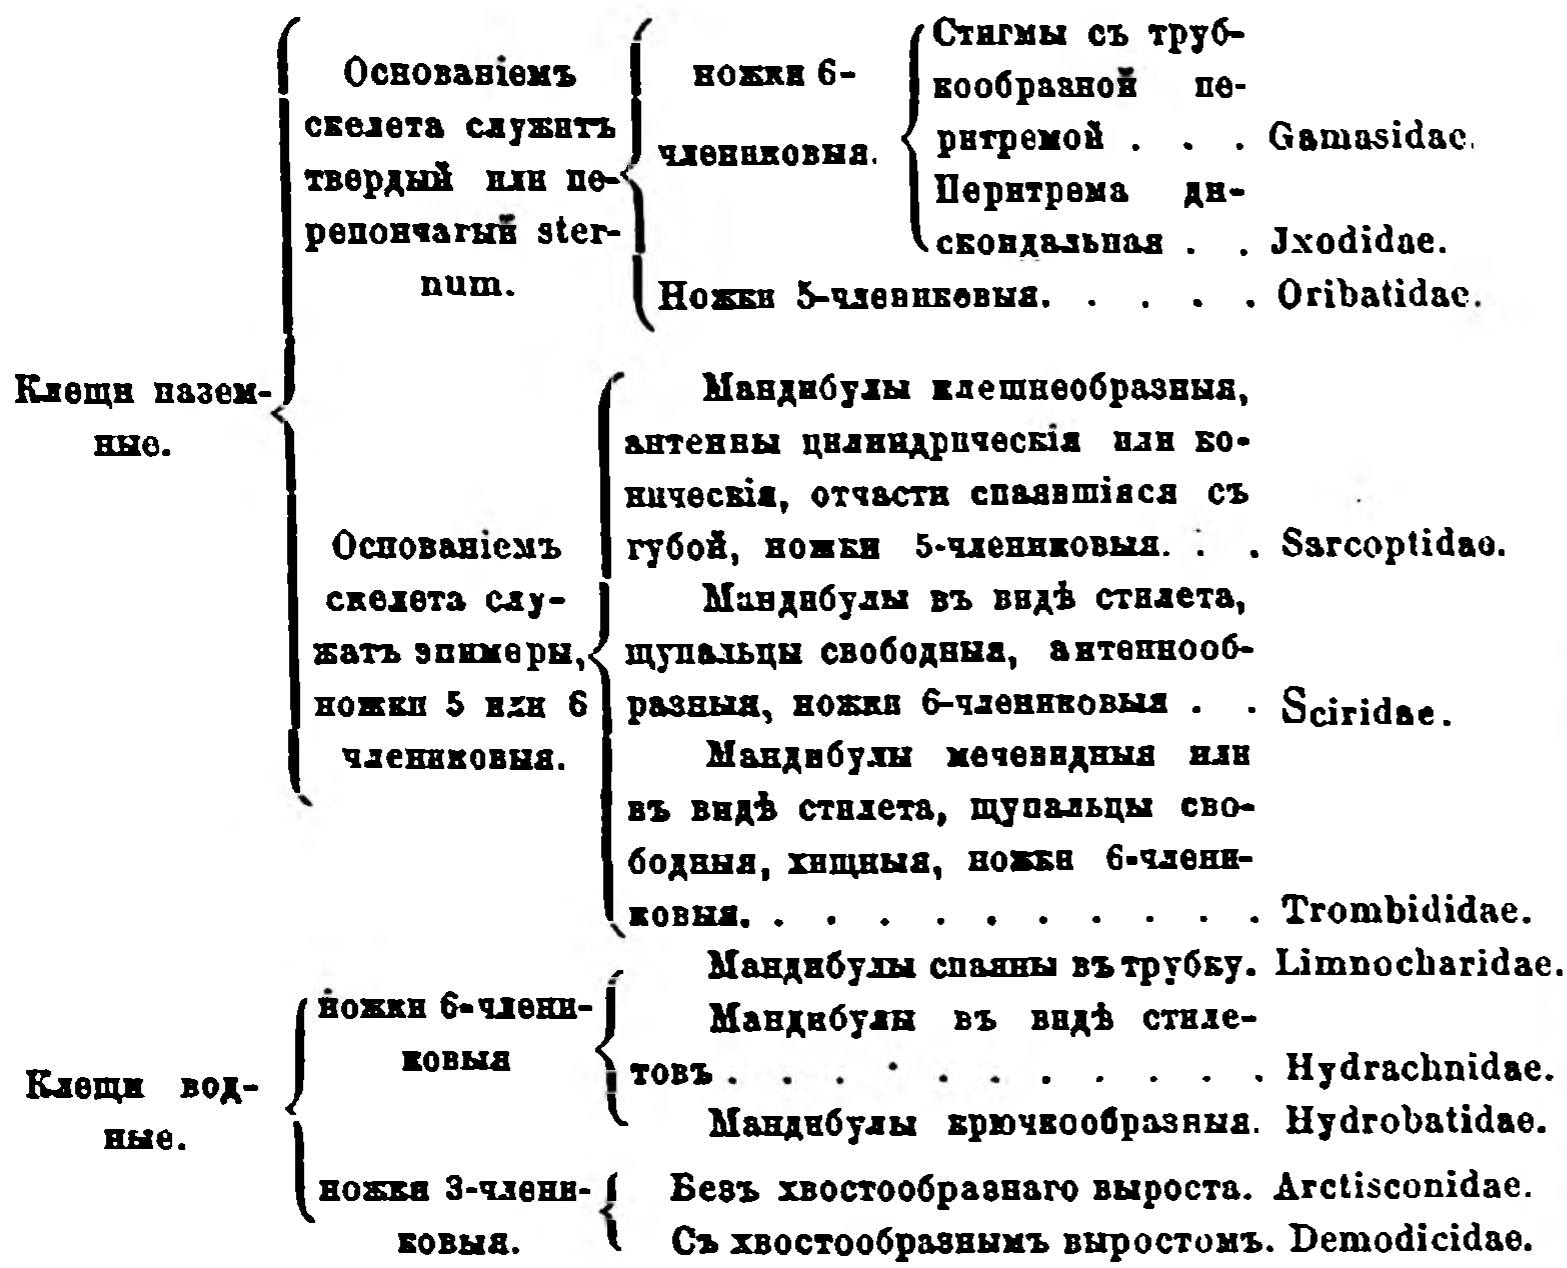 Клещи назем-
ные.
Основаніемъ
скелета служитъ
твердый или пе-
репончатый ster-
num.
ножки 6-
члениковыя.
Стигмы съ труб-
кообразной пе-
ритремой . . . Gamasidae.
Перитрема ди-
скоидальная . . Jxodidae.
Ножки 5-члениковыя. . . . . Oribatidae.
Основаніемъ
скелета слу-
жатъ эпимеры,
ножки 5 или 6
члениковыя.
Мандибулы клешнеобразныя,
антенны цилиндрическія или ко-
ническія, отчасти спаявшіяся съ
губой, ножки 5-члениковыя. . . Sarcoptidae.
Мандибулы въ видѣ стилета,
щупальцы свободныя, антеннооб-
разныя, ножки 6-члениковыя . . Sciridae.
Мандибулы мечевидныя или
въ видѣ стилета, щупальцы сво-
бодныя, хищныя, ножки 6-члени-
ковыя. . . . . . . . . . . Trombididae.
Клещи вод-
ные.
ножки 6-члени-
ковыя
Мандибулы спаяны въ трубку. Limnocharidae.
Мандибулы въ видѣ стиле-
товъ . . . . . . . . . . . Hydrachnidae.
Мандибулы крючкообразныя. Hydrobatidae.
ножки 3-члени-
ковыя.
Безъ хвостообразнаго выроста. Arctisconidae.
Съ хвостообразнымъ выростомъ. Demodicidae.